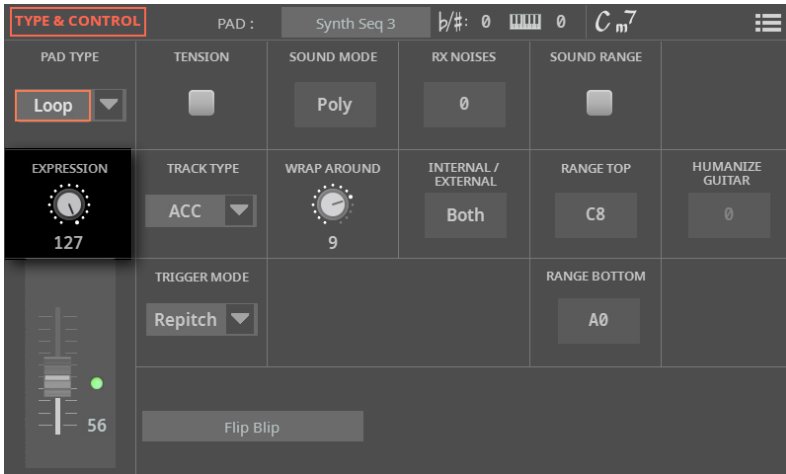 TYPE & CONTROL PAD : Synth Seq 3 ♭/♯: 0 0 Cm7
PAD TYPE TENSION SOUND MODE RX NOISES SOUND RANGE
Loop Poly 0
EXPRESSION TRACK TYPE WRAP AROUND INTERNAL / EXTERNAL RANGE TOP HUMANIZE GUITAR
127 ACC 9 Both C8 0
TRIGGER MODE RANGE BOTTOM
Repitch A0
56 Flip Blip